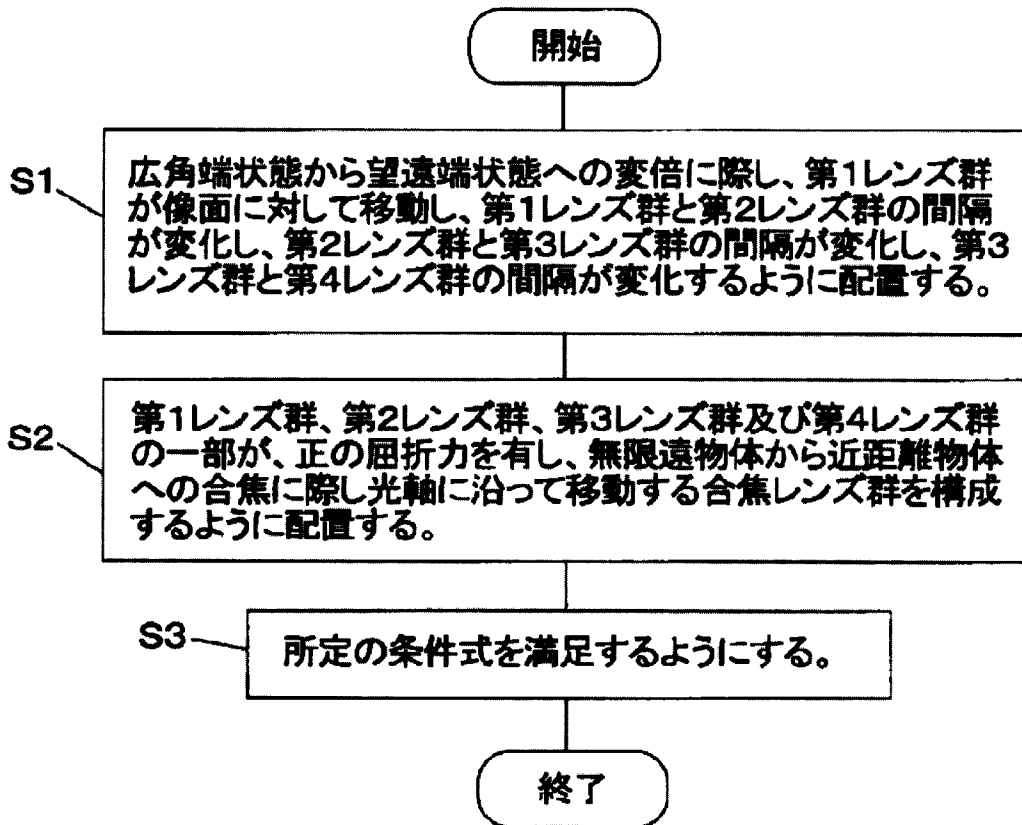 開始
S1
広角端状態から望遠端状態への変倍に際し、第1レンズ群
が像面に対して移動し、第1レンズ群と第2レンズ群の間隔
が変化し、第2レンズ群と第3レンズ群の間隔が変化し、第3
レンズ群と第4レンズ群の間隔が変化するように配置する。
S2
第1レンズ群、第2レンズ群、第3レンズ群及び第4レンズ群
の一部が、正の屈折力を有し、無限遠物体から近距離物体
への合焦に際し光軸に沿って移動する合焦レンズ群を構成
するように配置する。
S3
所定の条件式を満足するようにする。
終了